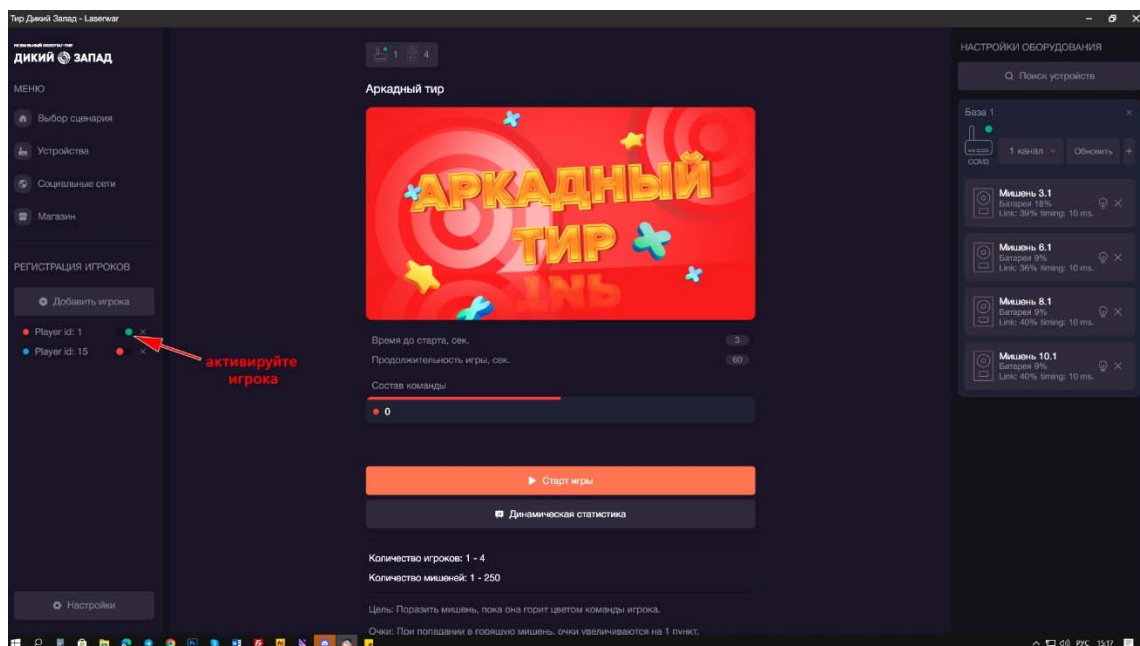 Тир Дикий Запад - Laserwar
ДИКИЙ ЗАПАД
МЕНЮ
Выбор сценария
Устройства
Социальные сети
Магазин
РЕГИСТРАЦИЯ ИГРОКОВ
Добавить игрока
Player id: 1
Player id: 15
активируйте
игрока
Настройки
1 4
Аркадный тир
АРКАДНЫЙ
ТИР
Время до старта, сек. 3
Продолжительность игры, сек. 60
Состав команды
0
Старт игры
Динамическая статистика
Количество игроков: 1 - 4
Количество мишеней: 1 - 250
Цель: Поразить мишень, пока она горит цветом команды игрока.
Очки: При попадании в горящую мишень, очки увеличиваются на 1 пункт.
НАСТРОЙКИ ОБОРУДОВАНИЯ
Поиск устройств
База 1
COM3
1 канал
Обновить +
Мишень 3.1
Батарея 18%
Link: 39% timing: 10 ms.
Мишень 6.1
Батарея 9%
Link: 36% timing: 10 ms.
Мишень 8.1
Батарея 9%
Link: 40% timing: 10 ms.
Мишень 10.1
Батарея 9%
Link: 40% timing: 10 ms.
РУС 15:17